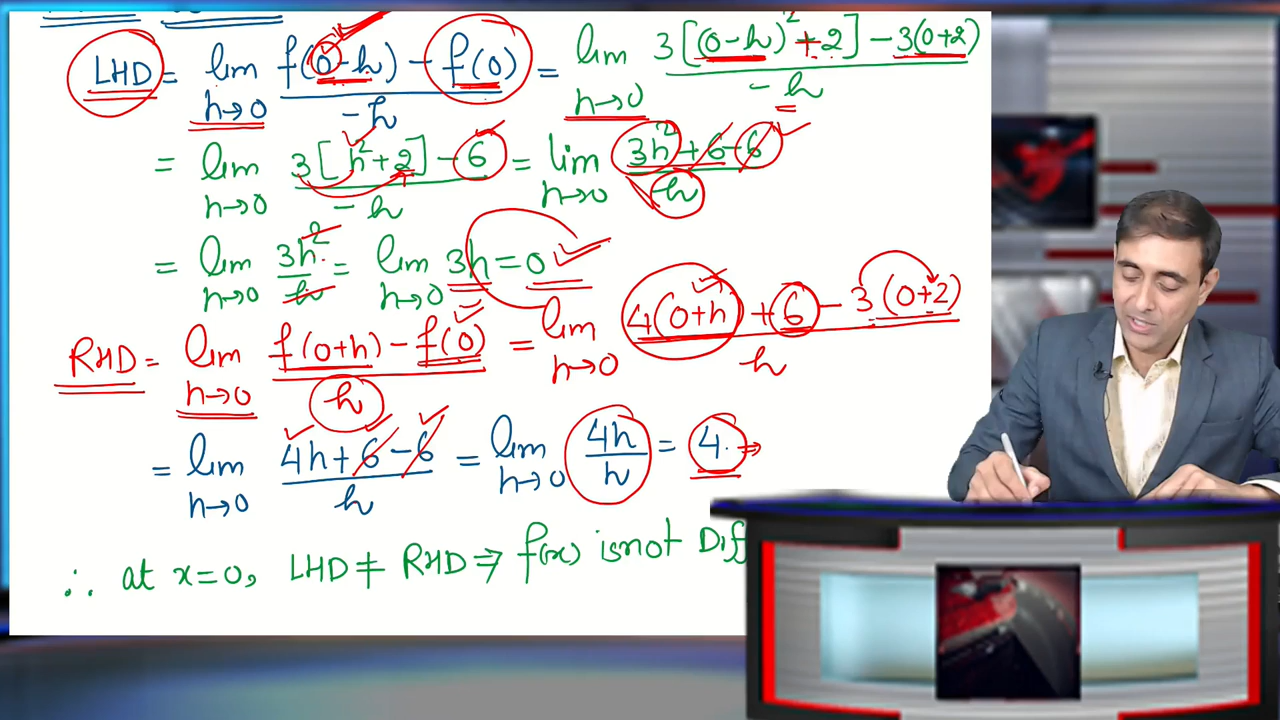 LHD = lim h→0 f(0-h) - f(0) / -h = lim h→0 3[(0-h)² + 2] - 3(0+2) / -h
= lim h→0 3[h² + 2] - 6 / -h = lim h→0 3h² + 6 - 6 / -h
= lim h→0 3h² / h = lim h→0 3h = 0
RHD = lim h→0 f(0+h) - f(0) / h = lim h→0 4(0+h) + 6 - 3(0+2) / h
= lim h→0 4h + 6 - 6 / h = lim h→0 4h / h = 4. ⇒
∴ at x=0, LHD ≠ RHD ⇒ f(x) is not Diff